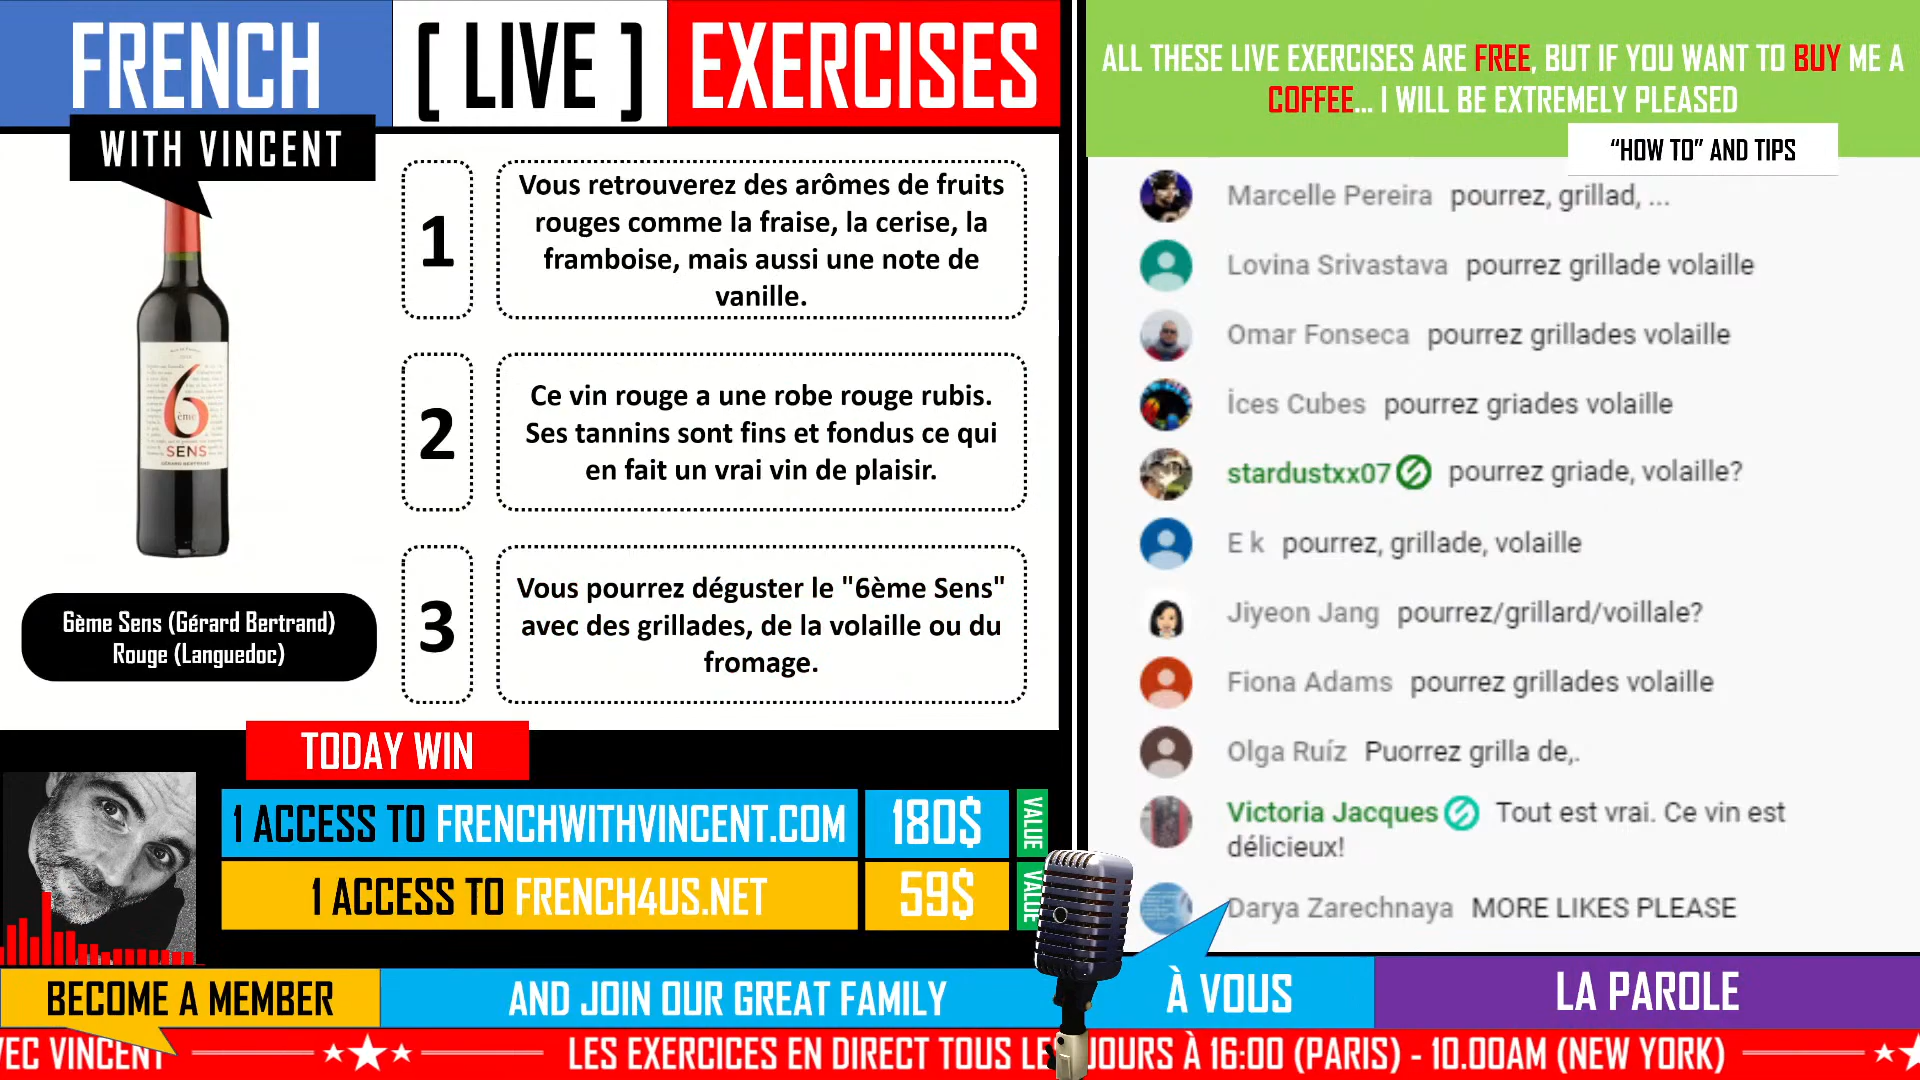 FRENCH
[ LIVE ]
EXERCISES
WITH VINCENT
1
Vous retrouverez des arômes de fruits
rouges comme la fraise, la cerise, la
framboise, mais aussi une note de
vanille.
2
Ce vin rouge a une robe rouge rubis.
Ses tannins sont fins et fondus ce qui
en fait un vrai vin de plaisir.
3
Vous pourrez déguster le "6ème Sens"
avec des grillades, de la volaille ou du
fromage.
6
ème
SENS
GÉRARD BERTRAND
6ème Sens (Gérard Bertrand)
Rouge (Languedoc)
TODAY WIN
1 ACCESS TO FRENCHWITHVINCENT.COM
180$
VALUE
1 ACCESS TO FRENCH4US.NET
59$
VALUE
BECOME A MEMBER
AND JOIN OUR GREAT FAMILY
ALL THESE LIVE EXERCISES ARE FREE, BUT IF YOU WANT TO BUY ME A
COFFEE... I WILL BE EXTREMELY PLEASED
“HOW TO” AND TIPS
Marcelle Pereira pourrez, grillad, ...
Lovina Srivastava pourrez grillade volaille
Omar Fonseca pourrez grillades volaille
İces Cubes pourrez griades volaille
stardustxx07 pourrez griade, volaille?
E k pourrez, grillade, volaille
Jiyeon Jang pourrez/grillard/voillale?
Fiona Adams pourrez grillades volaille
Olga Ruíz Puorrez grilla de,.
Victoria Jacques Tout est vrai. Ce vin est
délicieux!
Darya Zarechnaya MORE LIKES PLEASE
À VOUS
LA PAROLE
VEC VINCENT
LES EXERCICES EN DIRECT TOUS LES JOURS À 16:00 (PARIS) - 10.00AM (NEW YORK)